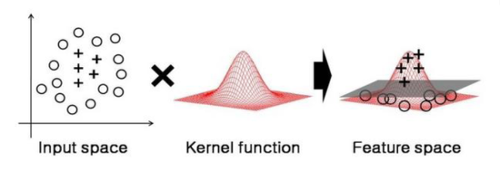 Input space
Kernel function
Feature space